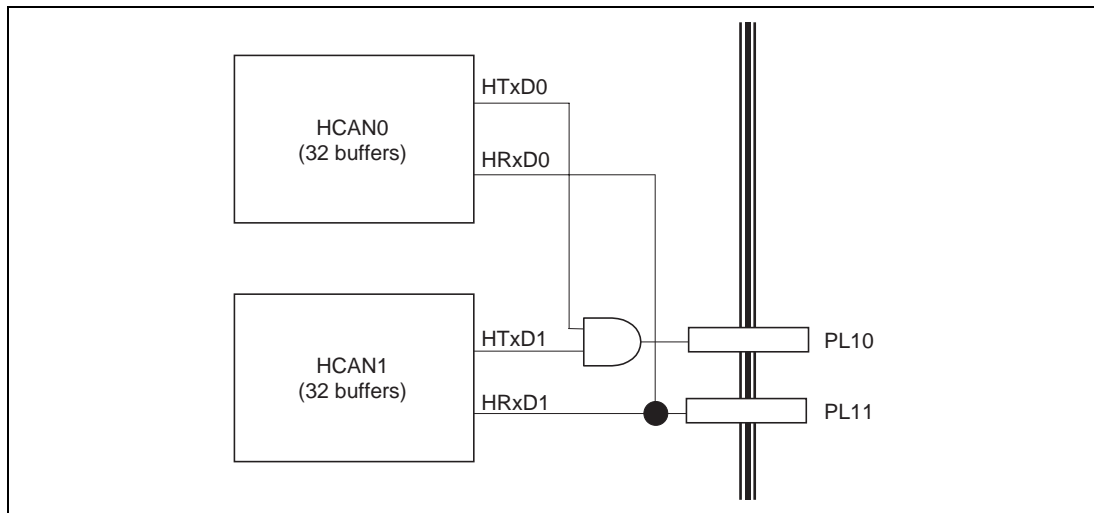 HTxD0
HCAN0
(32 buffers)
HRxD0
HTxD1
PL10
HCAN1
(32 buffers)
HRxD1
PL11